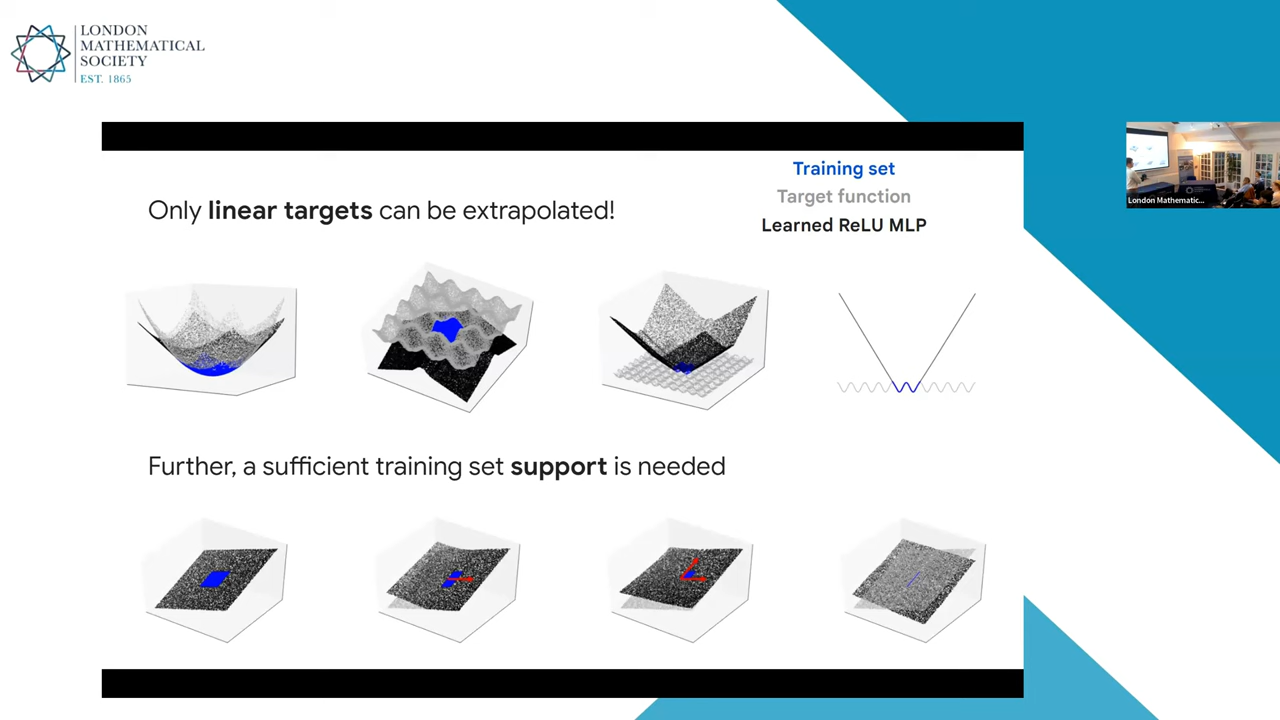 LONDON
MATHEMATICAL
SOCIETY
EST. 1865
Training set
Target function
Learned ReLU MLP
Only linear targets can be extrapolated!
Further, a sufficient training set support is needed
London Mathematic...